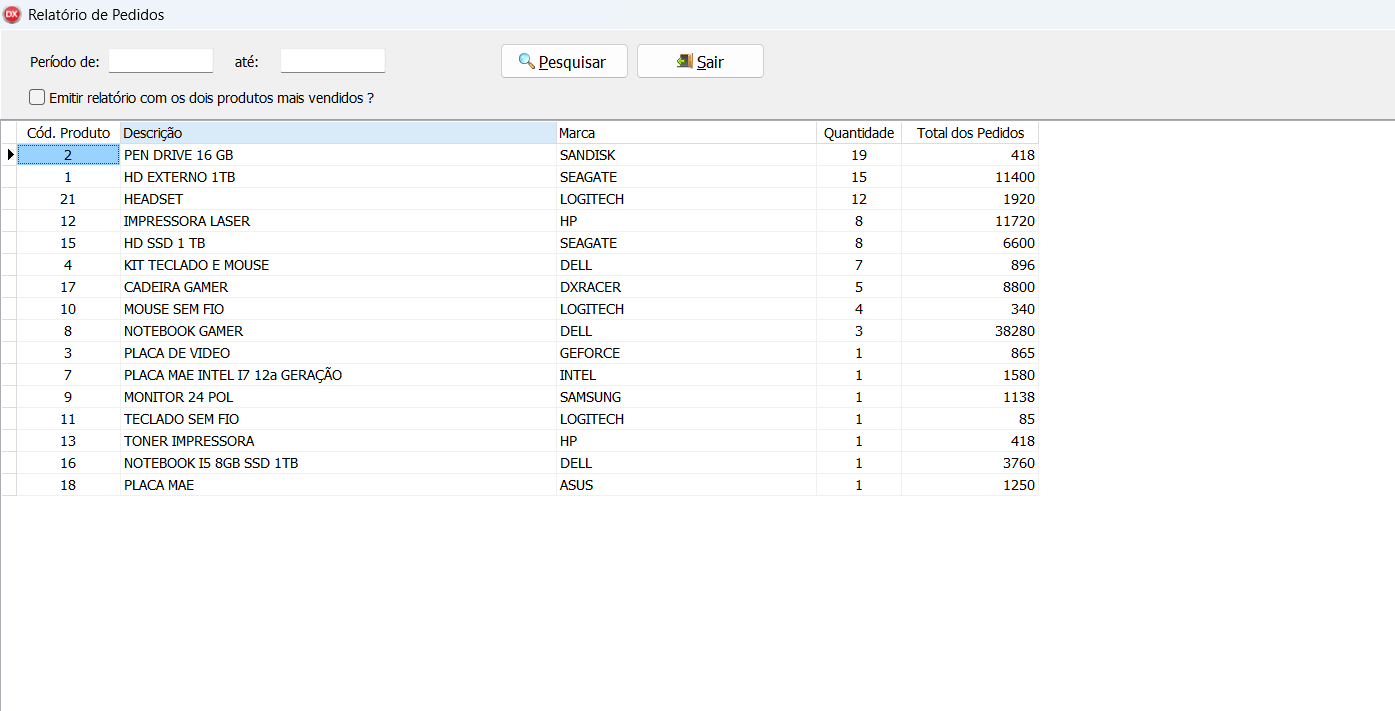 DX Relatório de Pedidos
Período de: até: Pesquisar Sair
Emitir relatório com os dois produtos mais vendidos ?
Cód. Produto Descrição Marca Quantidade Total dos Pedidos
2 PEN DRIVE 16 GB SANDISK 19 418
1 HD EXTERNO 1TB SEAGATE 15 11400
21 HEADSET LOGITECH 12 1920
12 IMPRESSORA LASER HP 8 11720
15 HD SSD 1 TB SEAGATE 8 6600
4 KIT TECLADO E MOUSE DELL 7 896
17 CADEIRA GAMER DXRACER 5 8800
10 MOUSE SEM FIO LOGITECH 4 340
8 NOTEBOOK GAMER DELL 3 38280
3 PLACA DE VIDEO GEFORCE 1 865
7 PLACA MAE INTEL I7 12a GERAÇÃO INTEL 1 1580
9 MONITOR 24 POL SAMSUNG 1 1138
11 TECLADO SEM FIO LOGITECH 1 85
13 TONER IMPRESSORA HP 1 418
16 NOTEBOOK I5 8GB SSD 1TB DELL 1 3760
18 PLACA MAE ASUS 1 1250